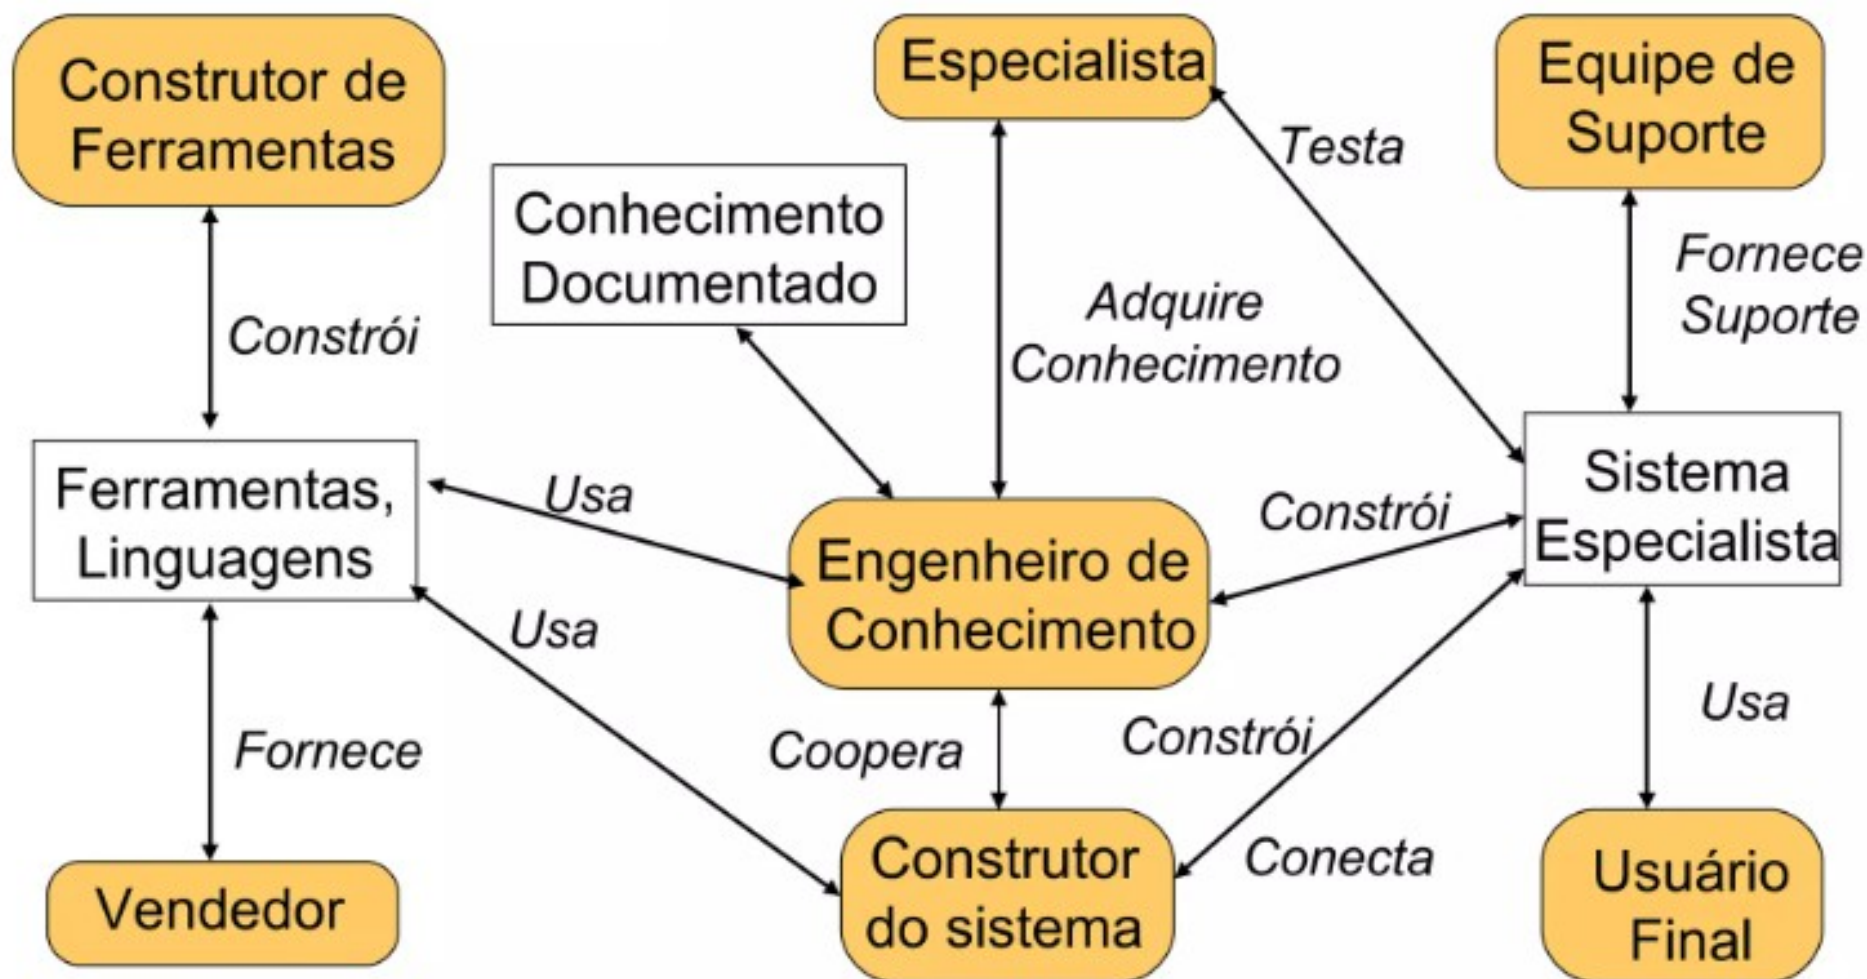 Construtor de
Ferramentas
Especialista
Equipe de
Suporte
Testa
Conhecimento
Documentado
Fornece
Suporte
Adquire
Conhecimento
Constrói
Ferramentas,
Linguagens
Usa
Engenheiro de
Conhecimento
Constrói
Sistema
Especialista
Usa
Fornece
Coopera
Constrói
Usa
Vendedor
Construtor
do sistema
Conecta
Usuário
Final